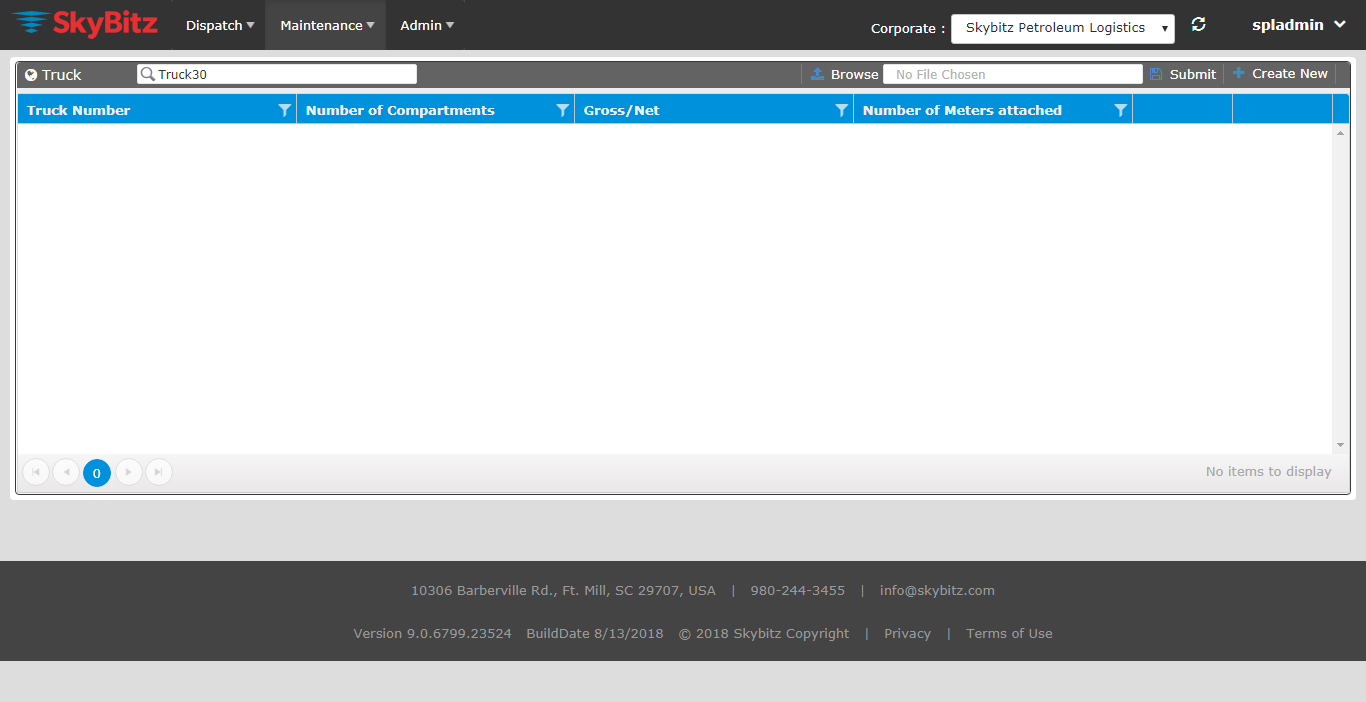 SkyBitz Dispatch Maintenance Admin Corporate : Skybitz Petroleum Logistics spladmin
Truck Truck30 Browse No File Chosen Submit Create New
Truck Number Number of Compartments Gross/Net Number of Meters attached
0 No items to display
10306 Barberville Rd., Ft. Mill, SC 29707, USA | 980-244-3455 | info@skybitz.com
Version 9.0.6799.23524 BuildDate 8/13/2018 © 2018 Skybitz Copyright | Privacy | Terms of Use